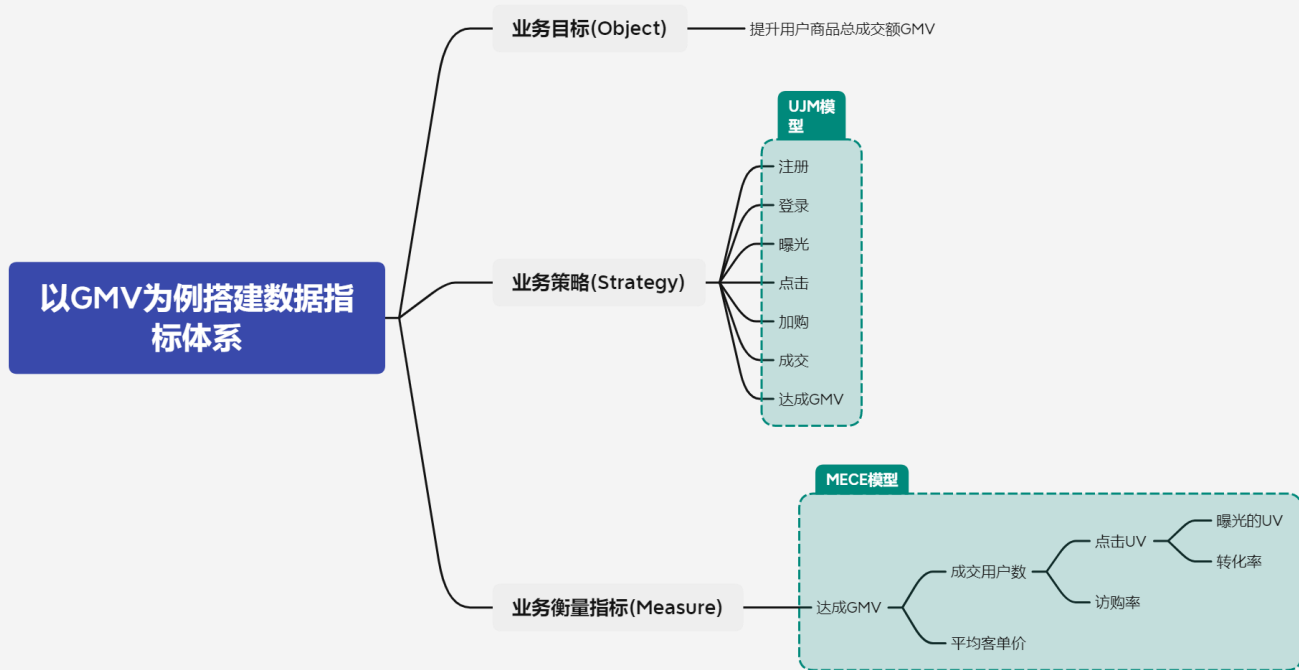 业务目标(Object)
提升用户商品总成交额GMV
UJM模
型
注册
登录
曝光
点击
加购
成交
达成GMV
业务策略(Strategy)
以GMV为例搭建数据指
标体系
MECE模型
曝光的UV
点击UV
转化率
成交用户数
访购率
业务衡量指标(Measure)
达成GMV
平均客单价